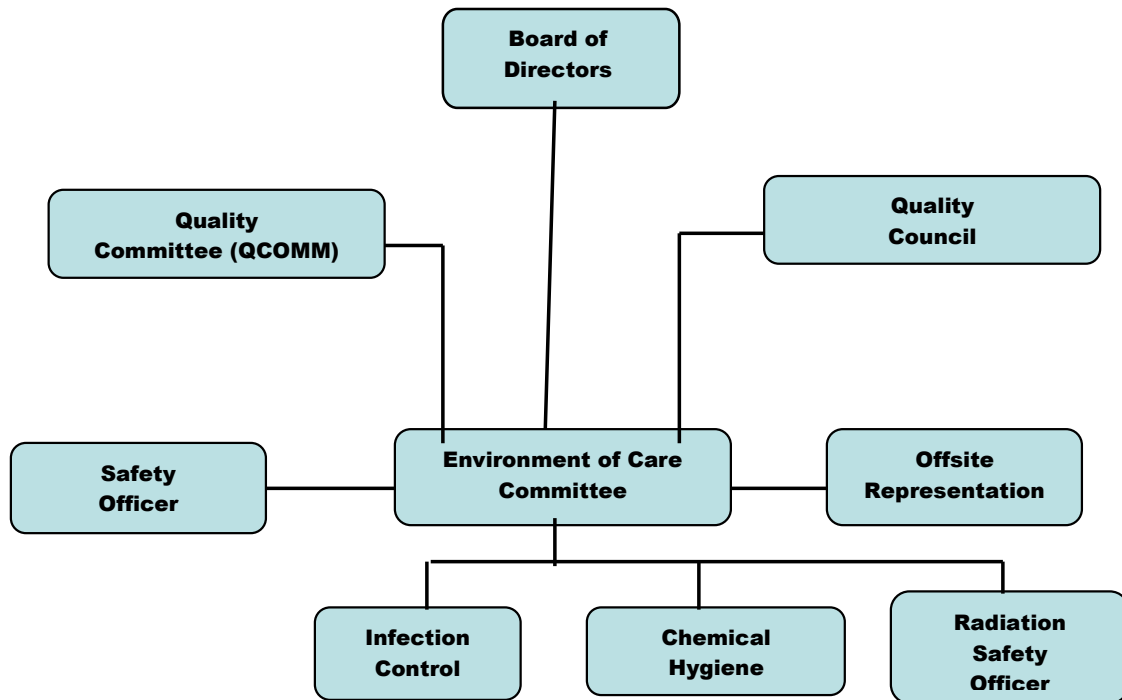 Board of
Directors
Quality
Committee (QCOMM)
Quality
Council
Safety
Officer
Environment of Care
Committee
Offsite
Representation
Infection
Control
Chemical
Hygiene
Radiation
Safety
Officer